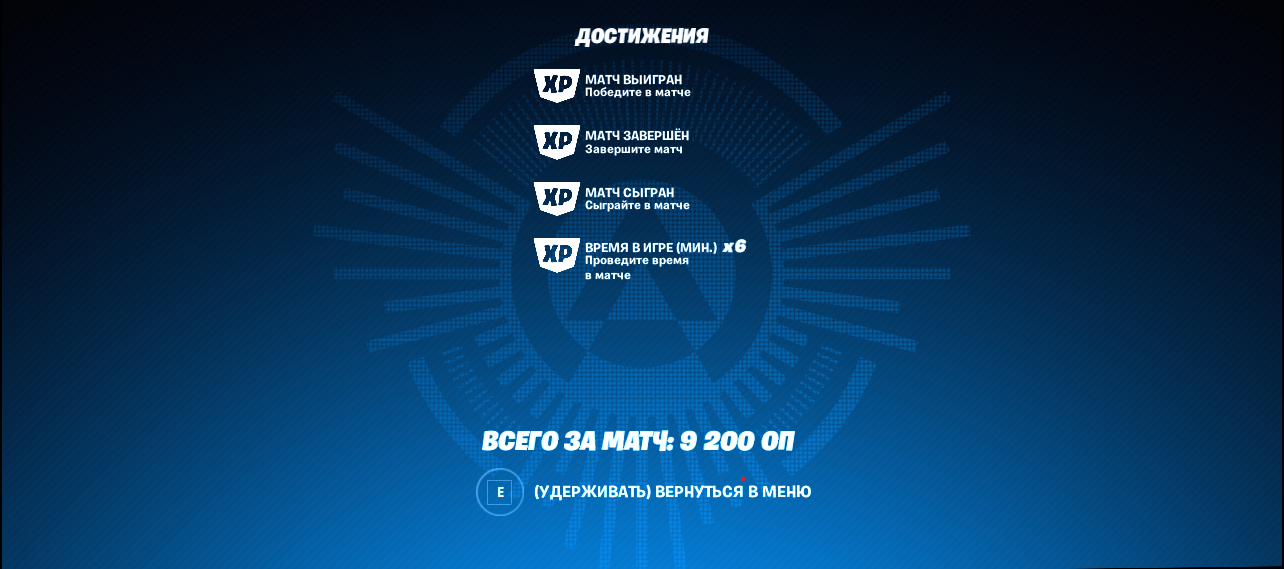 ДОСТИЖЕНИЯ
XP
МАТЧ ВЫИГРАН
Победите в матче
XP
МАТЧ ЗАВЕРШЁН
Завершите матч
XP
МАТЧ СЫГРАН
Сыграйте в матче
XP
ВРЕМЯ В ИГРЕ (МИН.) x6
Проведите время
в матче
ВСЕГО ЗА МАТЧ: 9 200 ОП
E (УДЕРЖИВАТЬ) ВЕРНУТЬСЯ В МЕНЮ